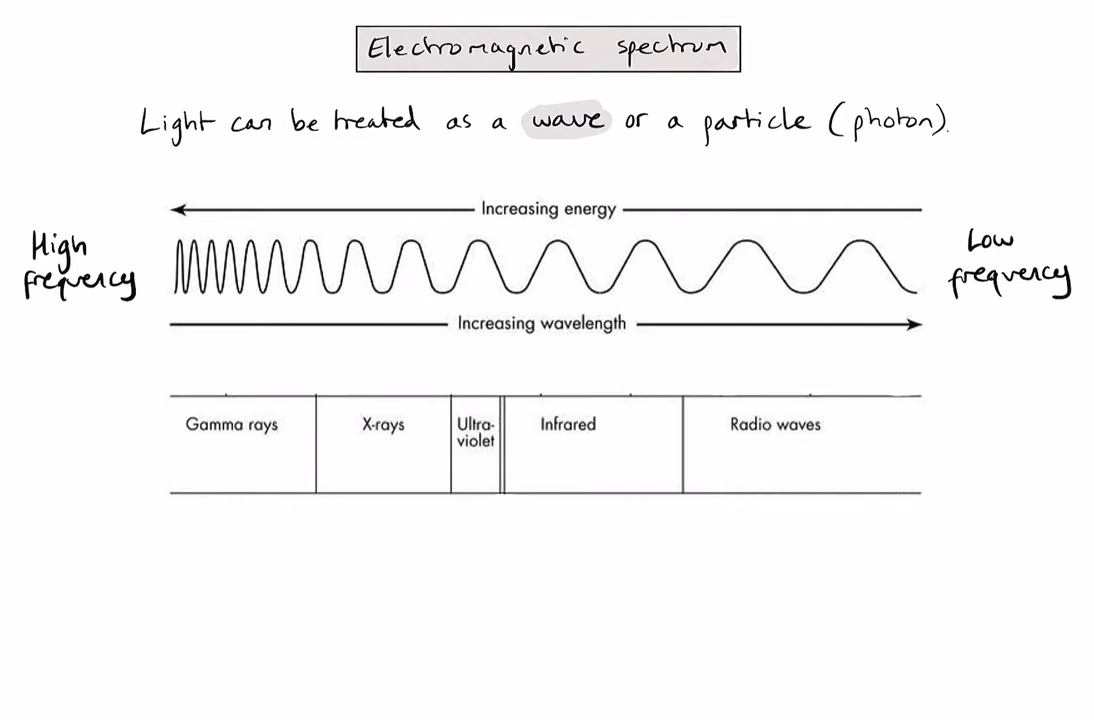 Electromagnetic spectrum
Light can be treated as a wave or a particle (photon).
Increasing energy
High
frequency
Low
frequency
Increasing wavelength
Gamma rays
X-rays
Ultra-
violet
Infrared
Radio waves